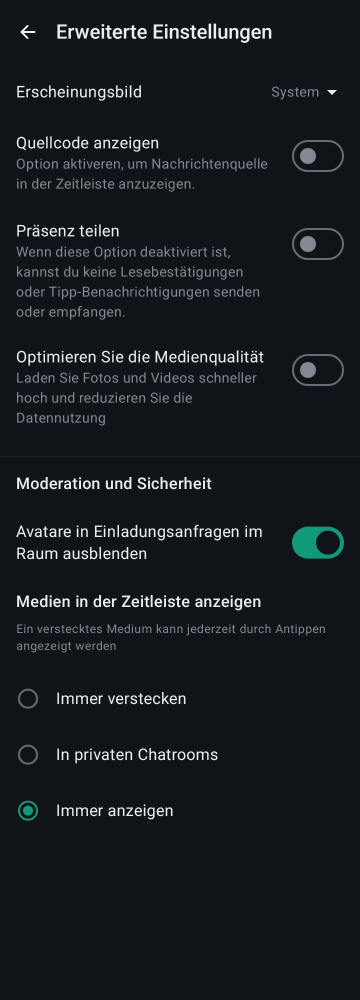 Erweiterte Einstellungen
Erscheinungsbild
System
Quellcode anzeigen
Option aktiveren, um Nachrichtenquelle
in der Zeitleiste anzuzeigen.
Präsenz teilen
Wenn diese Option deaktiviert ist,
kannst du keine Lesebestätigungen
oder Tipp-Benachrichtigungen senden
oder empfangen.
Optimieren Sie die Medienqualität
Laden Sie Fotos und Videos schneller
hoch und reduzieren Sie die
Datennutzung
Moderation und Sicherheit
Avatare in Einladungsanfragen im
Raum ausblenden
Medien in der Zeitleiste anzeigen
Ein verstecktes Medium kann jederzeit durch Antippen
angezeigt werden
Immer verstecken
In privaten Chatrooms
Immer anzeigen